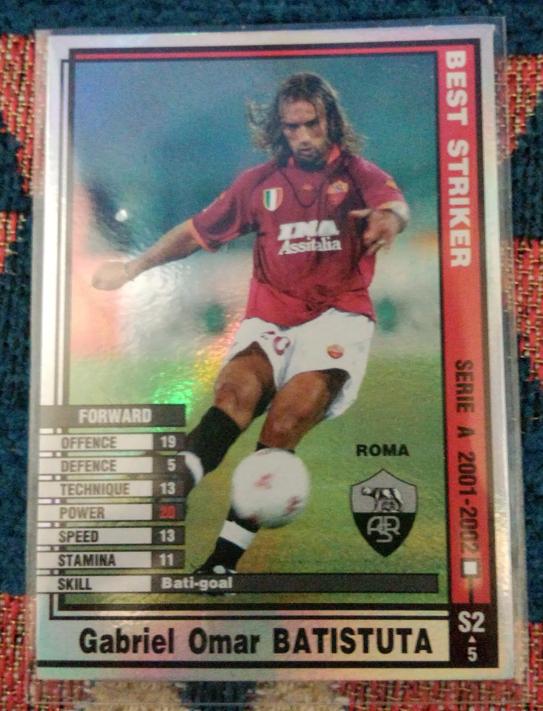 BEST STRIKER
SERIE A 2001-2002
INA
Assitalia
20
FORWARD
OFFENCE 19
DEFENCE 5
TECHNIQUE 13
POWER 20
SPEED 13
STAMINA 11
SKILL Bati-goal
ROMA
ASR
Gabriel Omar BATISTUTA
S2
5